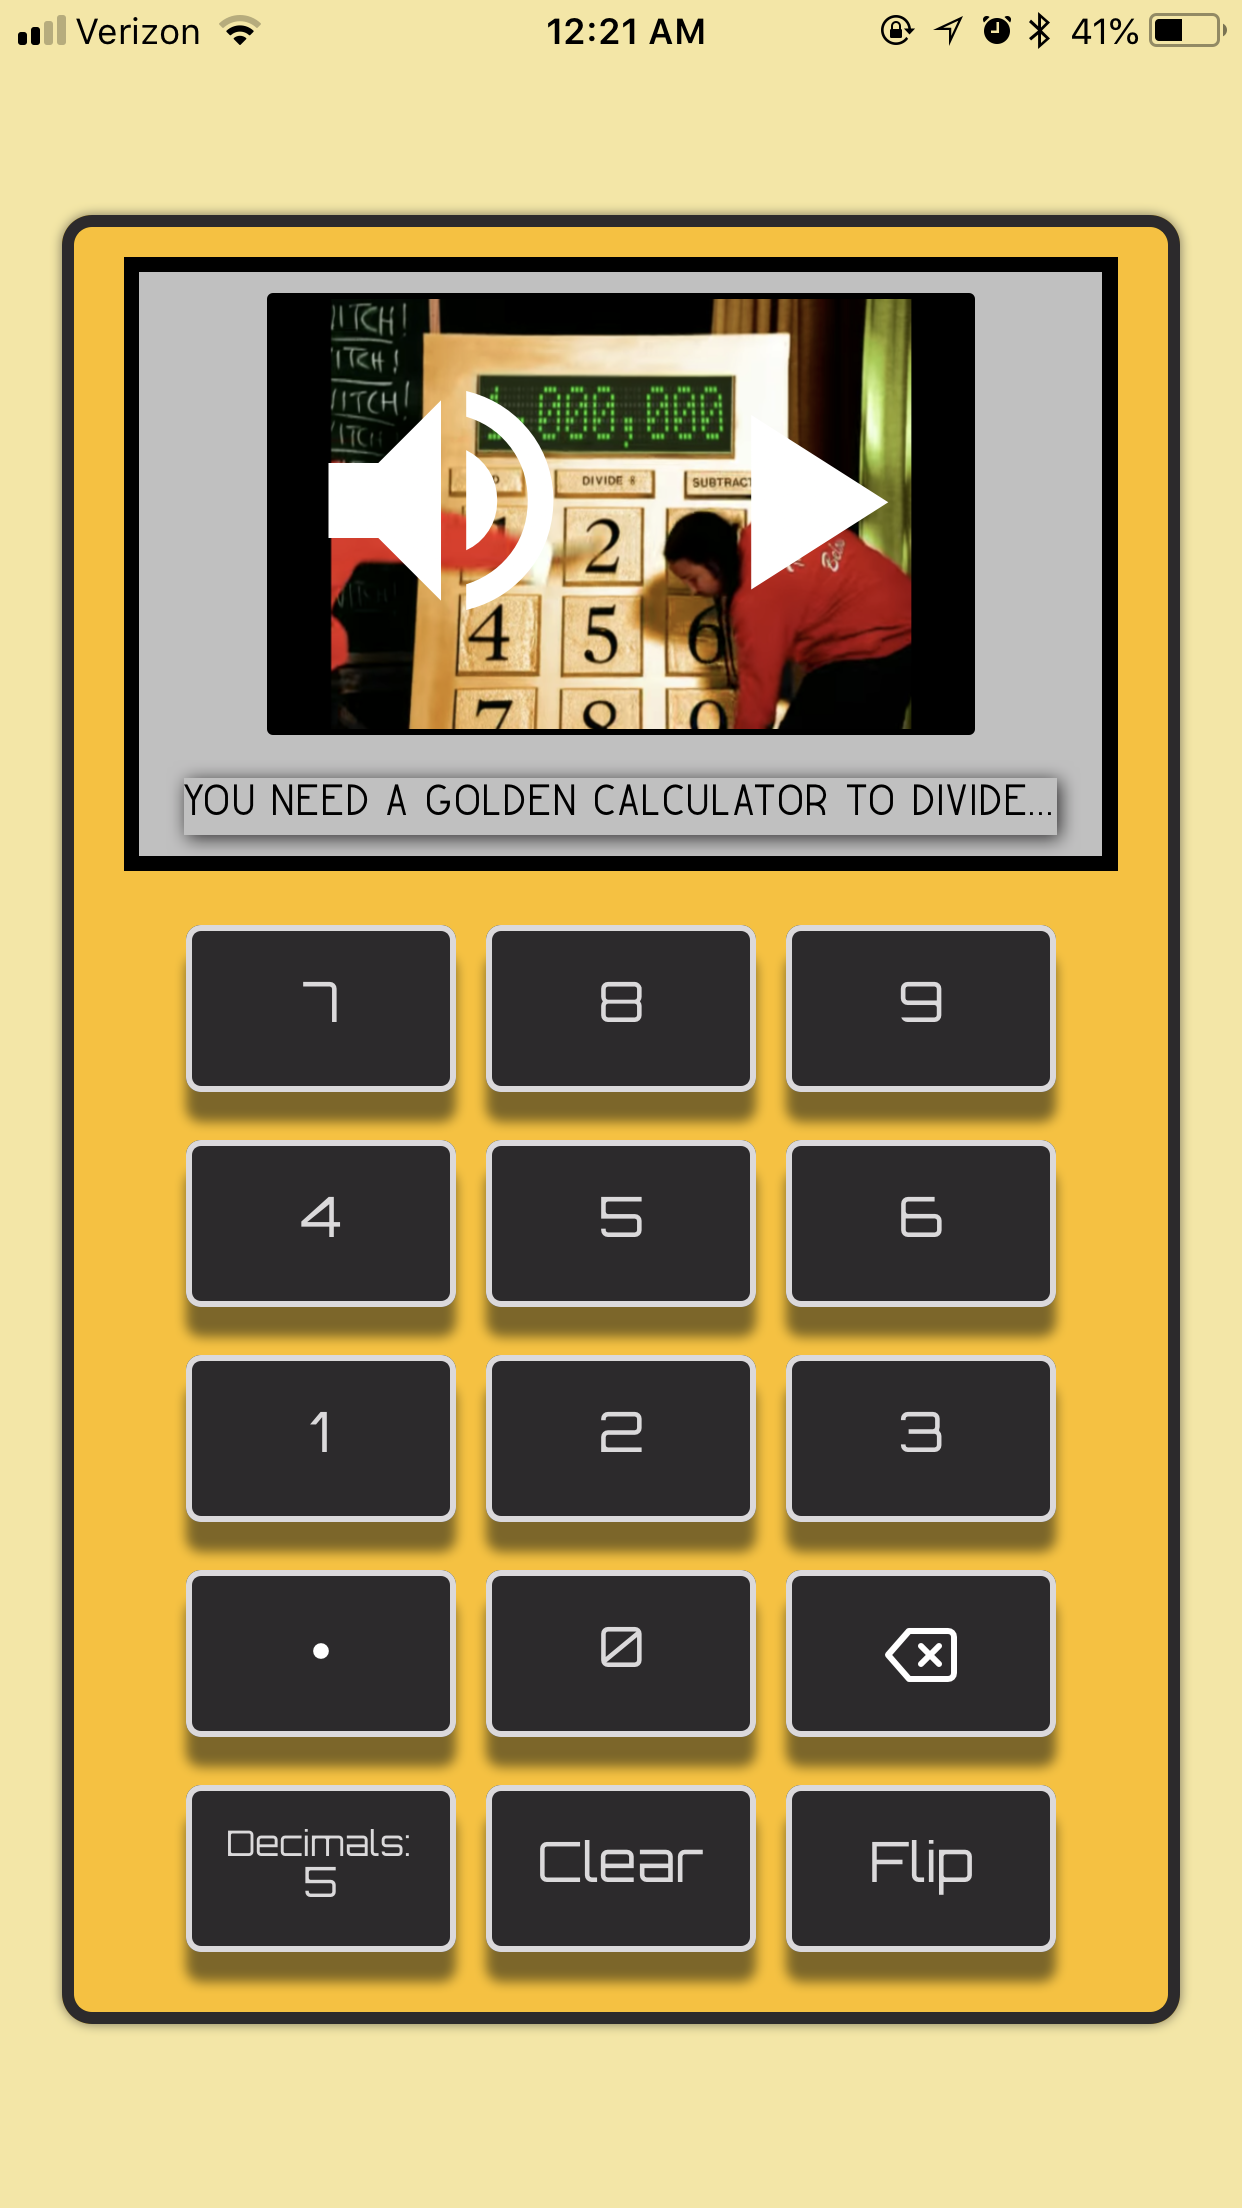 Verizon 12:21 AM 41%
ITCH!
ITCH!
ITCH!
ITCH
1,000,000
DIVIDE 8 SUBTRACT
2
4 5 6
7 8 9
YOU NEED A GOLDEN CALCULATOR TO DIVIDE...
7 8 9
4 5 6
1 2 3
• 0
Decimals:
5
Clear Flip